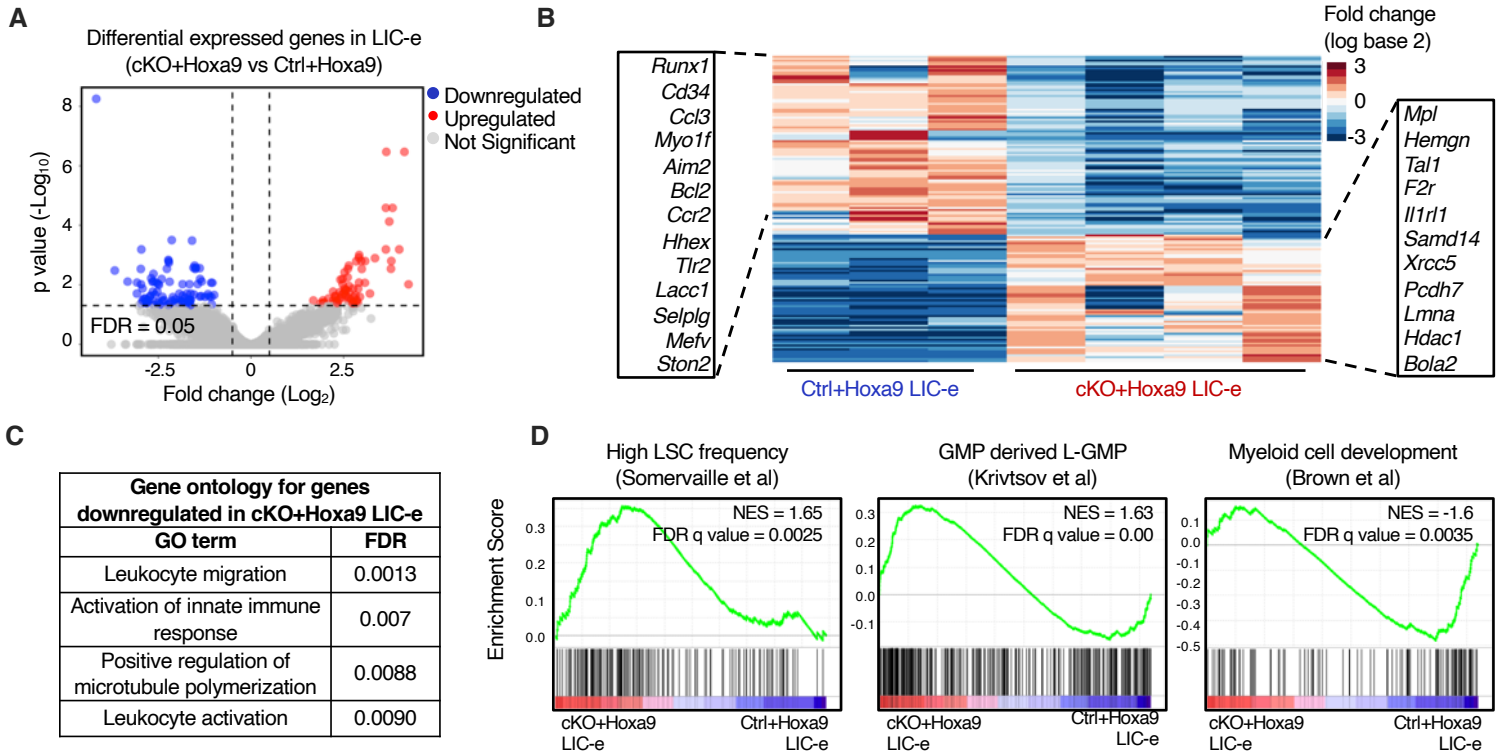 A
Differential expressed genes in LIC-e
(cKO+Hoxa9 vs Ctrl+Hoxa9)
Downregulated
Upregulated
Not Significant
p value (-Log₁₀)
8
6
4
2
0
FDR = 0.05
-2.5
0
2.5
Fold change (Log₂)
B
Fold change
(log base 2)
3
0
-3
Runx1
Cd34
Ccl3
Myo1f
Aim2
Bcl2
Ccr2
Hhex
Tlr2
Lacc1
Selplg
Mefv
Ston2
Mpl
Hemgn
Tal1
F2r
Il1rl1
Samd14
Xrcc5
Pcdh7
Lmna
Hdac1
Bola2
Ctrl+Hoxa9 LIC-e
cKO+Hoxa9 LIC-e
C
Gene ontology for genes
downregulated in cKO+Hoxa9 LIC-e
GO term FDR
Leukocyte migration 0.0013
Activation of innate immune
response 0.007
Positive regulation of
microtubule polymerization 0.0088
Leukocyte activation 0.0090
D
High LSC frequency
(Somervaille et al)
Enrichment Score
NES = 1.65
FDR q value = 0.0025
0.3
0.2
0.1
0.0
cKO+Hoxa9
LIC-e
Ctrl+Hoxa9
LIC-e
GMP derived L-GMP
(Krivtsov et al)
NES = 1.63
FDR q value = 0.00
0.3
0.2
0.1
0.0
-0.1
cKO+Hoxa9
LIC-e
Ctrl+Hoxa9
LIC-e
Myeloid cell development
(Brown et al)
NES = -1.6
FDR q value = 0.0035
0.1
0.0
-0.1
-0.2
-0.3
-0.4
-0.5
cKO+Hoxa9
LIC-e
Ctrl+Hoxa9
LIC-e